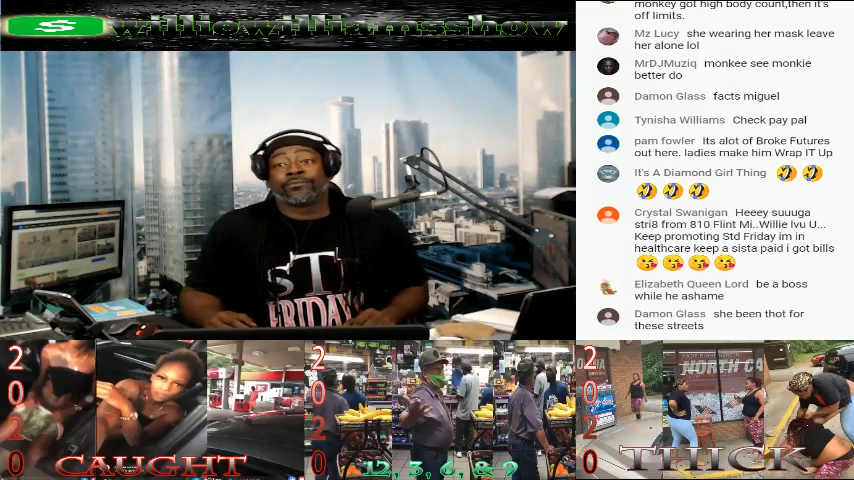 $ williewilliamsshow
monkey got high body count,then it's
off limits.
Mz Lucy she wearing her mask leave
her alone lol
MrDJMuziq monkee see monkie
better do
Damon Glass facts miguel
Tynisha Williams Check pay pal
pam fowler Its alot of Broke Futures
out here. ladies make him Wrap IT Up
It's A Diamond Girl Thing
Crystal Swanigan Heeey suuuga
stri8 from 810 Flint Mi..Willie lvu U...
Keep promoting Std Friday im in
healthcare keep a sista paid i got bills
Elizabeth Queen Lord be a boss
while he ashame
Damon Glass she been thot for
these streets
STD
FRIDAY
2020
CAUGHT
2020
12, 3, 6, & 9
2020
NORTH CA
THICK